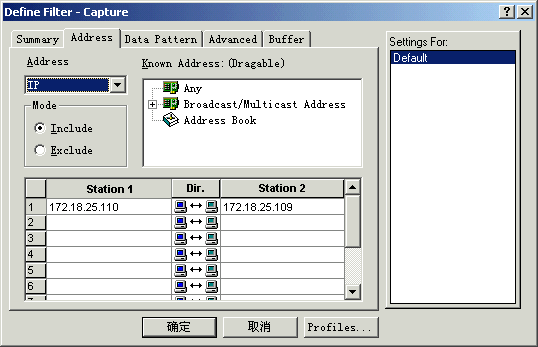 Define Filter - Capture
Summary Address Data Pattern Advanced Buffer
Settings For:
Default
Address
IP
Known Address: (Dragable)
Any
Broadcast/Multicast Address
Address Book
Mode
Include
Exclude
Station 1 Dir. Station 2
1 172.18.25.110 172.18.25.109
2
3
4
5
6
确定 取消 Profiles...